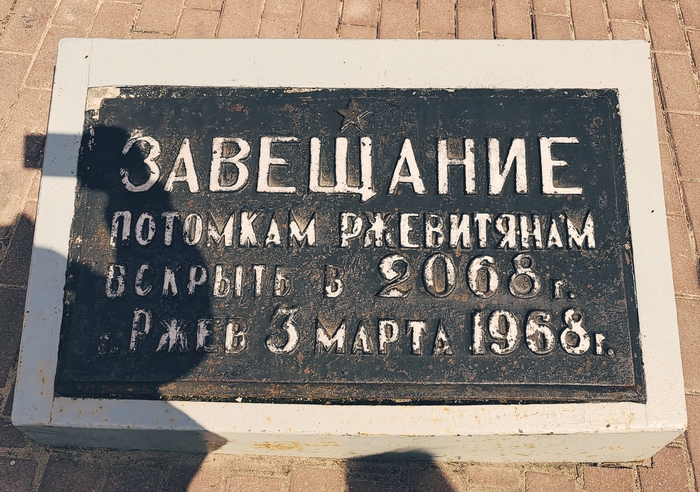 ЗАВЕЩАНИЕ
ПОТОМКАМ РЖЕВИТЯНАМ
ВСКРЫТЬ В 2068 г.
г. РЖЕВ 3 МАРТА 1968 г.